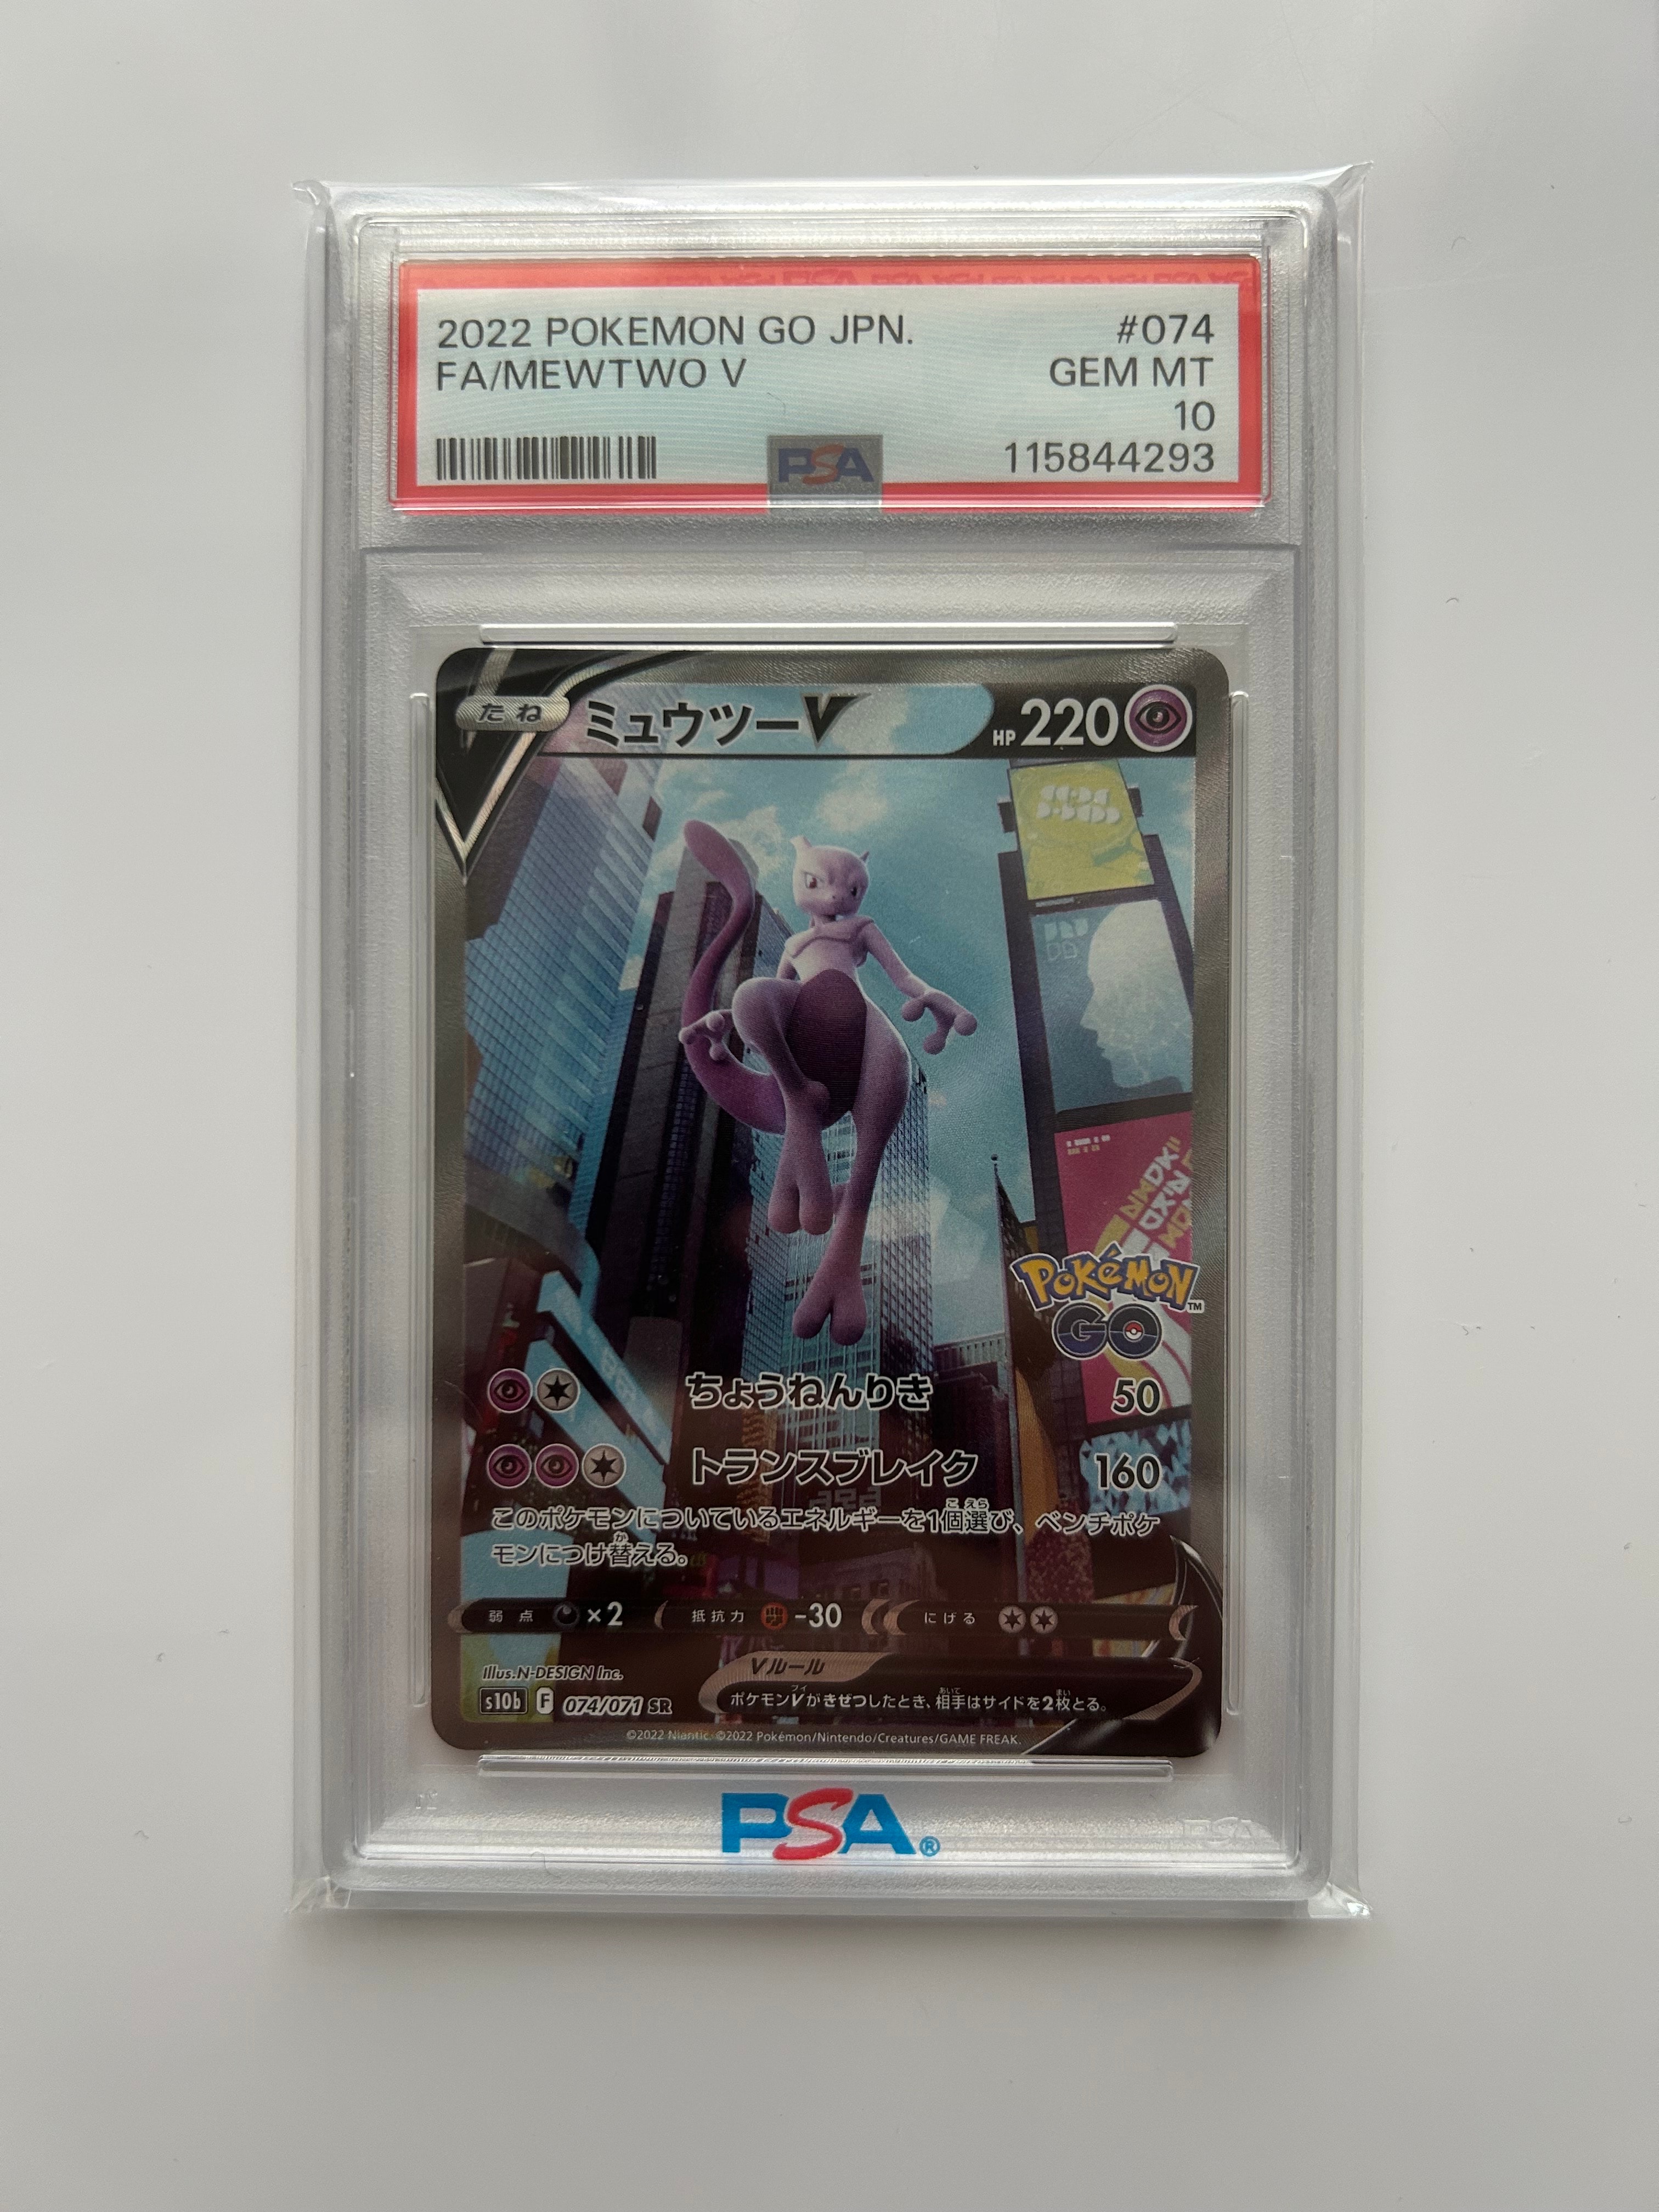 2022 POKEMON GO JPN. #074
FA/MEWTWO V GEM MT
10
PSA 115844293
たね ミュウツーV HP 220
POKéMON™
GO
ちょうねんりき 50
トランスブレイク 160
このポケモンについているエネルギーを1個選び、ベンチポケ
モンにつけ替える。
弱点 ×2 抵抗力 -30 にげる
Illus.N-DESIGN Inc.
Vルール
s10b F 074/071 SR
ポケモンVがきぜつしたとき、相手はサイドを2枚とる。
©2022 Niantic ©2022 Pokémon/Nintendo/Creatures/GAME FREAK.
PSA®